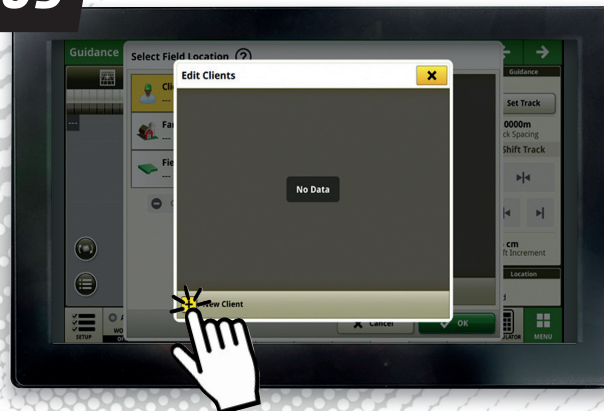 Guidance
Select Field Location ?
Guidance
Edit Clients
X
Set Track
0000m
ck Spacing
Shift Track
No Data
cm
ft Increment
Location
New Client
Cancel
OK
SETUP
MENU